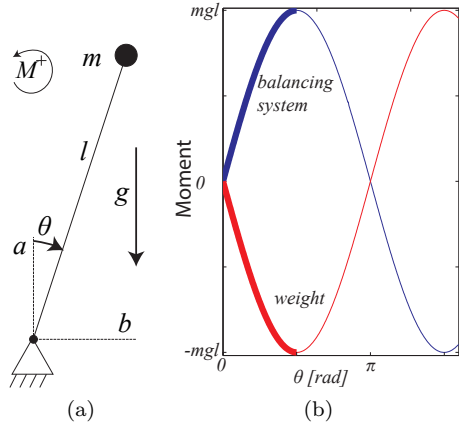 m
M+
l
g
θ
a
b
(a)
mgl
balancing
system
Moment
0
weight
-mgl
0
π
θ [rad]
(b)